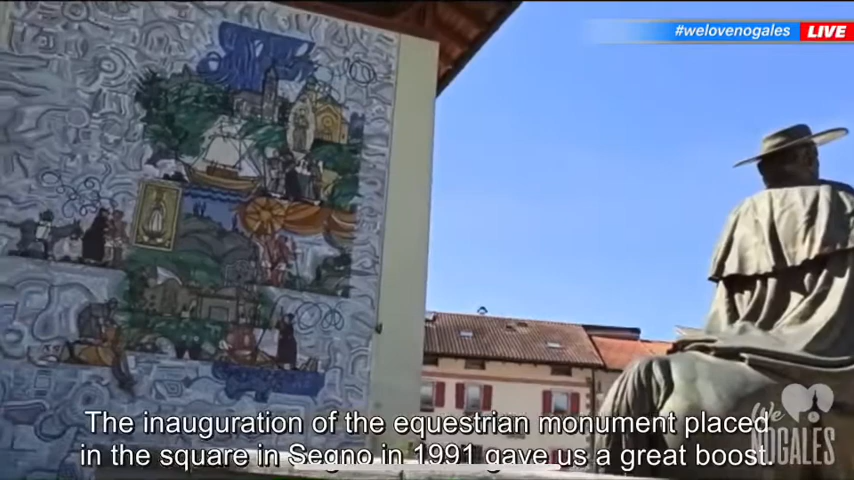 #welovenogales LIVE
The inauguration of the equestrian monument placed
in the square in Segno in 1991 gave us a great boost.
We
NOGALES